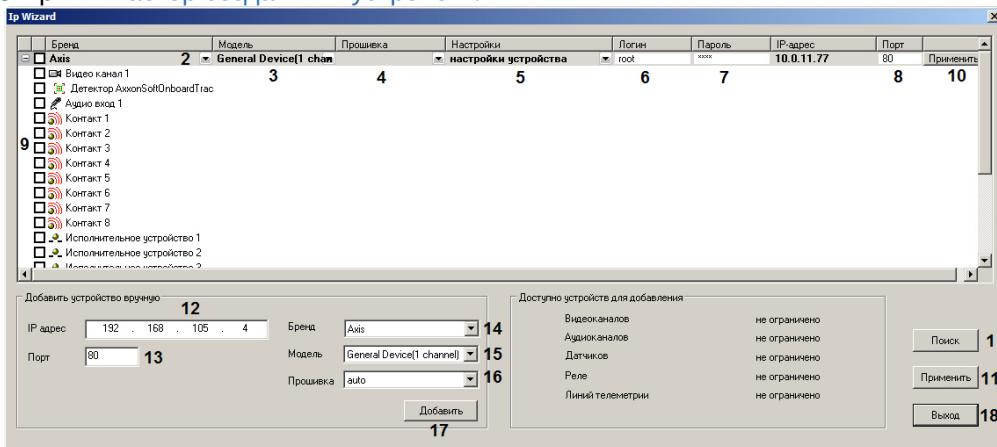 Ip Wizard
Бренд Модель Прошивка Настройки Логин Пароль IP-адрес Порт
Axis 2 General Device(1 chan настройки устройства root **** 10.0.11.77 80 Применить
3 4 5 6 7 8 10
Видео канал 1
Детектор AxxonSoftOnboardTrac
Аудио вход 1
Контакт 1
Контакт 2
9 Контакт 3
Контакт 4
Контакт 5
Контакт 6
Контакт 7
Контакт 8
Исполнительное устройство 1
Исполнительное устройство 2
Добавить устройство вручную
12
IP адрес 192 . 168 . 105 . 4
Порт 80 13
Бренд Axis 14
Модель General Device(1 channel) 15
Прошивка auto 16
Добавить
17
Доступно устройств для добавления
Видеоканалов не ограничено
Аудиоканалов не ограничено
Датчиков не ограничено
Реле не ограничено
Линий телеметрии не ограничено
Поиск 1
Применить 11
Выход 18